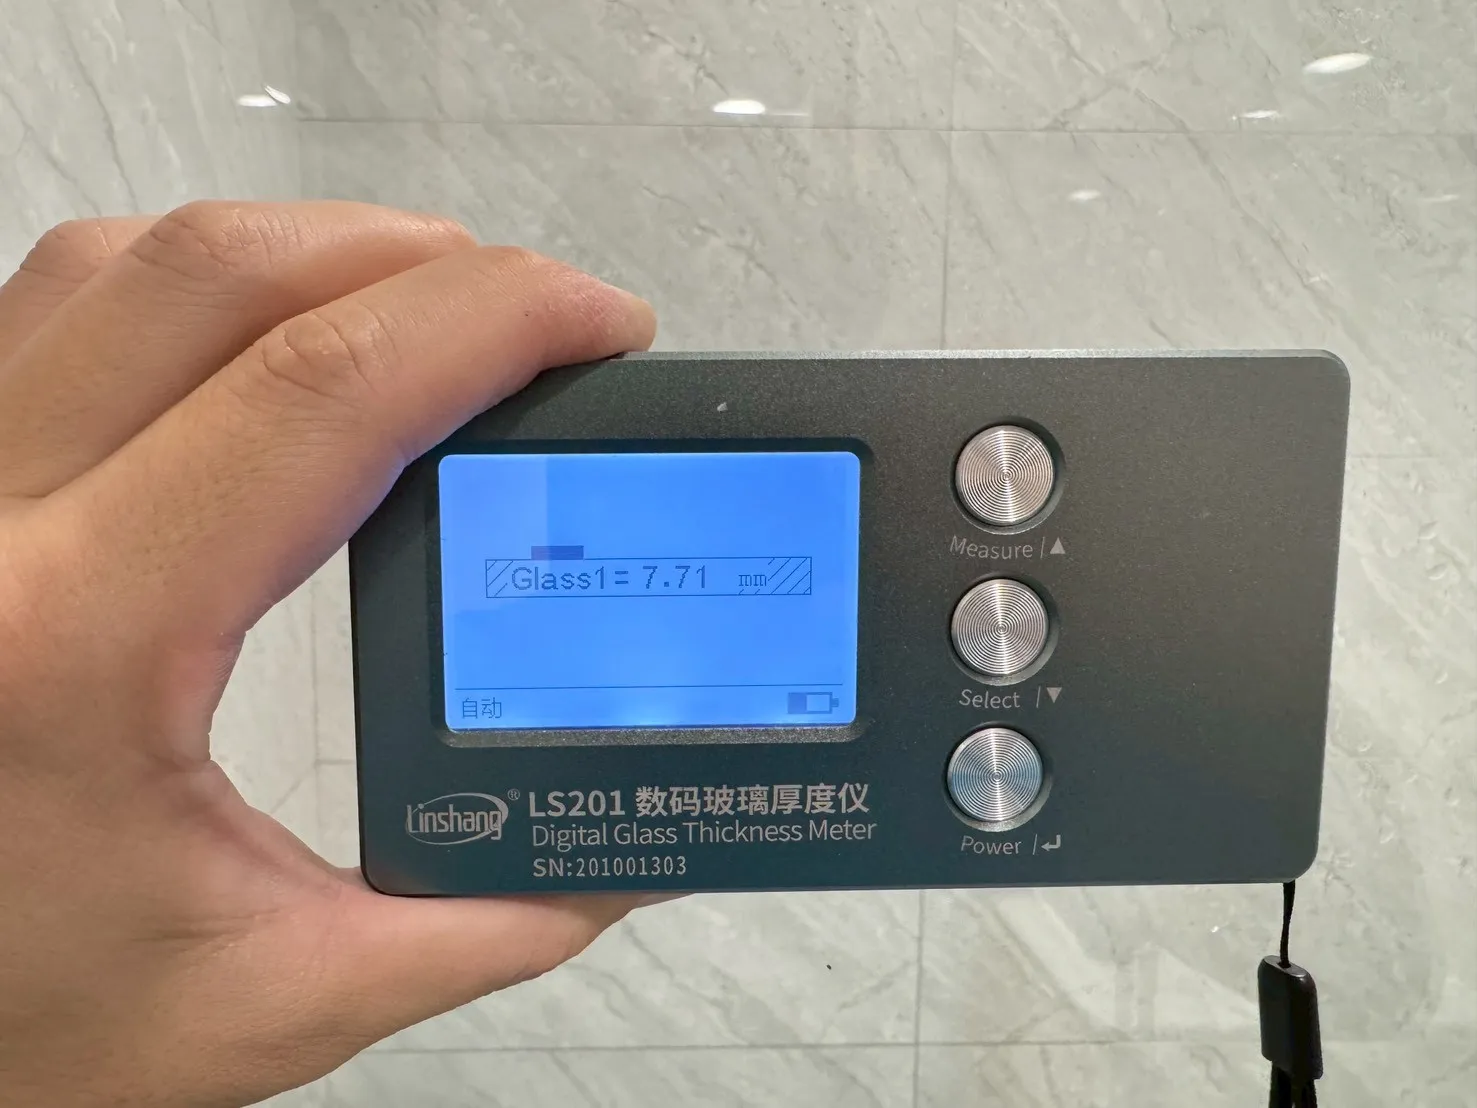 Glass1= 7.71 mm
自动
Measure /▲
Select /▼
Power /↵
Linshang®
LS201 数码玻璃厚度仪
Digital Glass Thickness Meter
SN:201001303